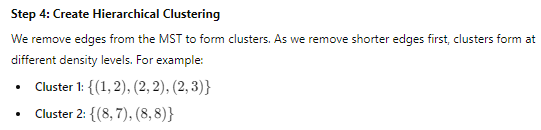 Step 4: Create Hierarchical Clustering
We remove edges from the MST to form clusters. As we remove shorter edges first, clusters form at
different density levels. For example:
• Cluster 1: {(1, 2), (2, 2), (2, 3)}
• Cluster 2: {(8, 7), (8, 8)}